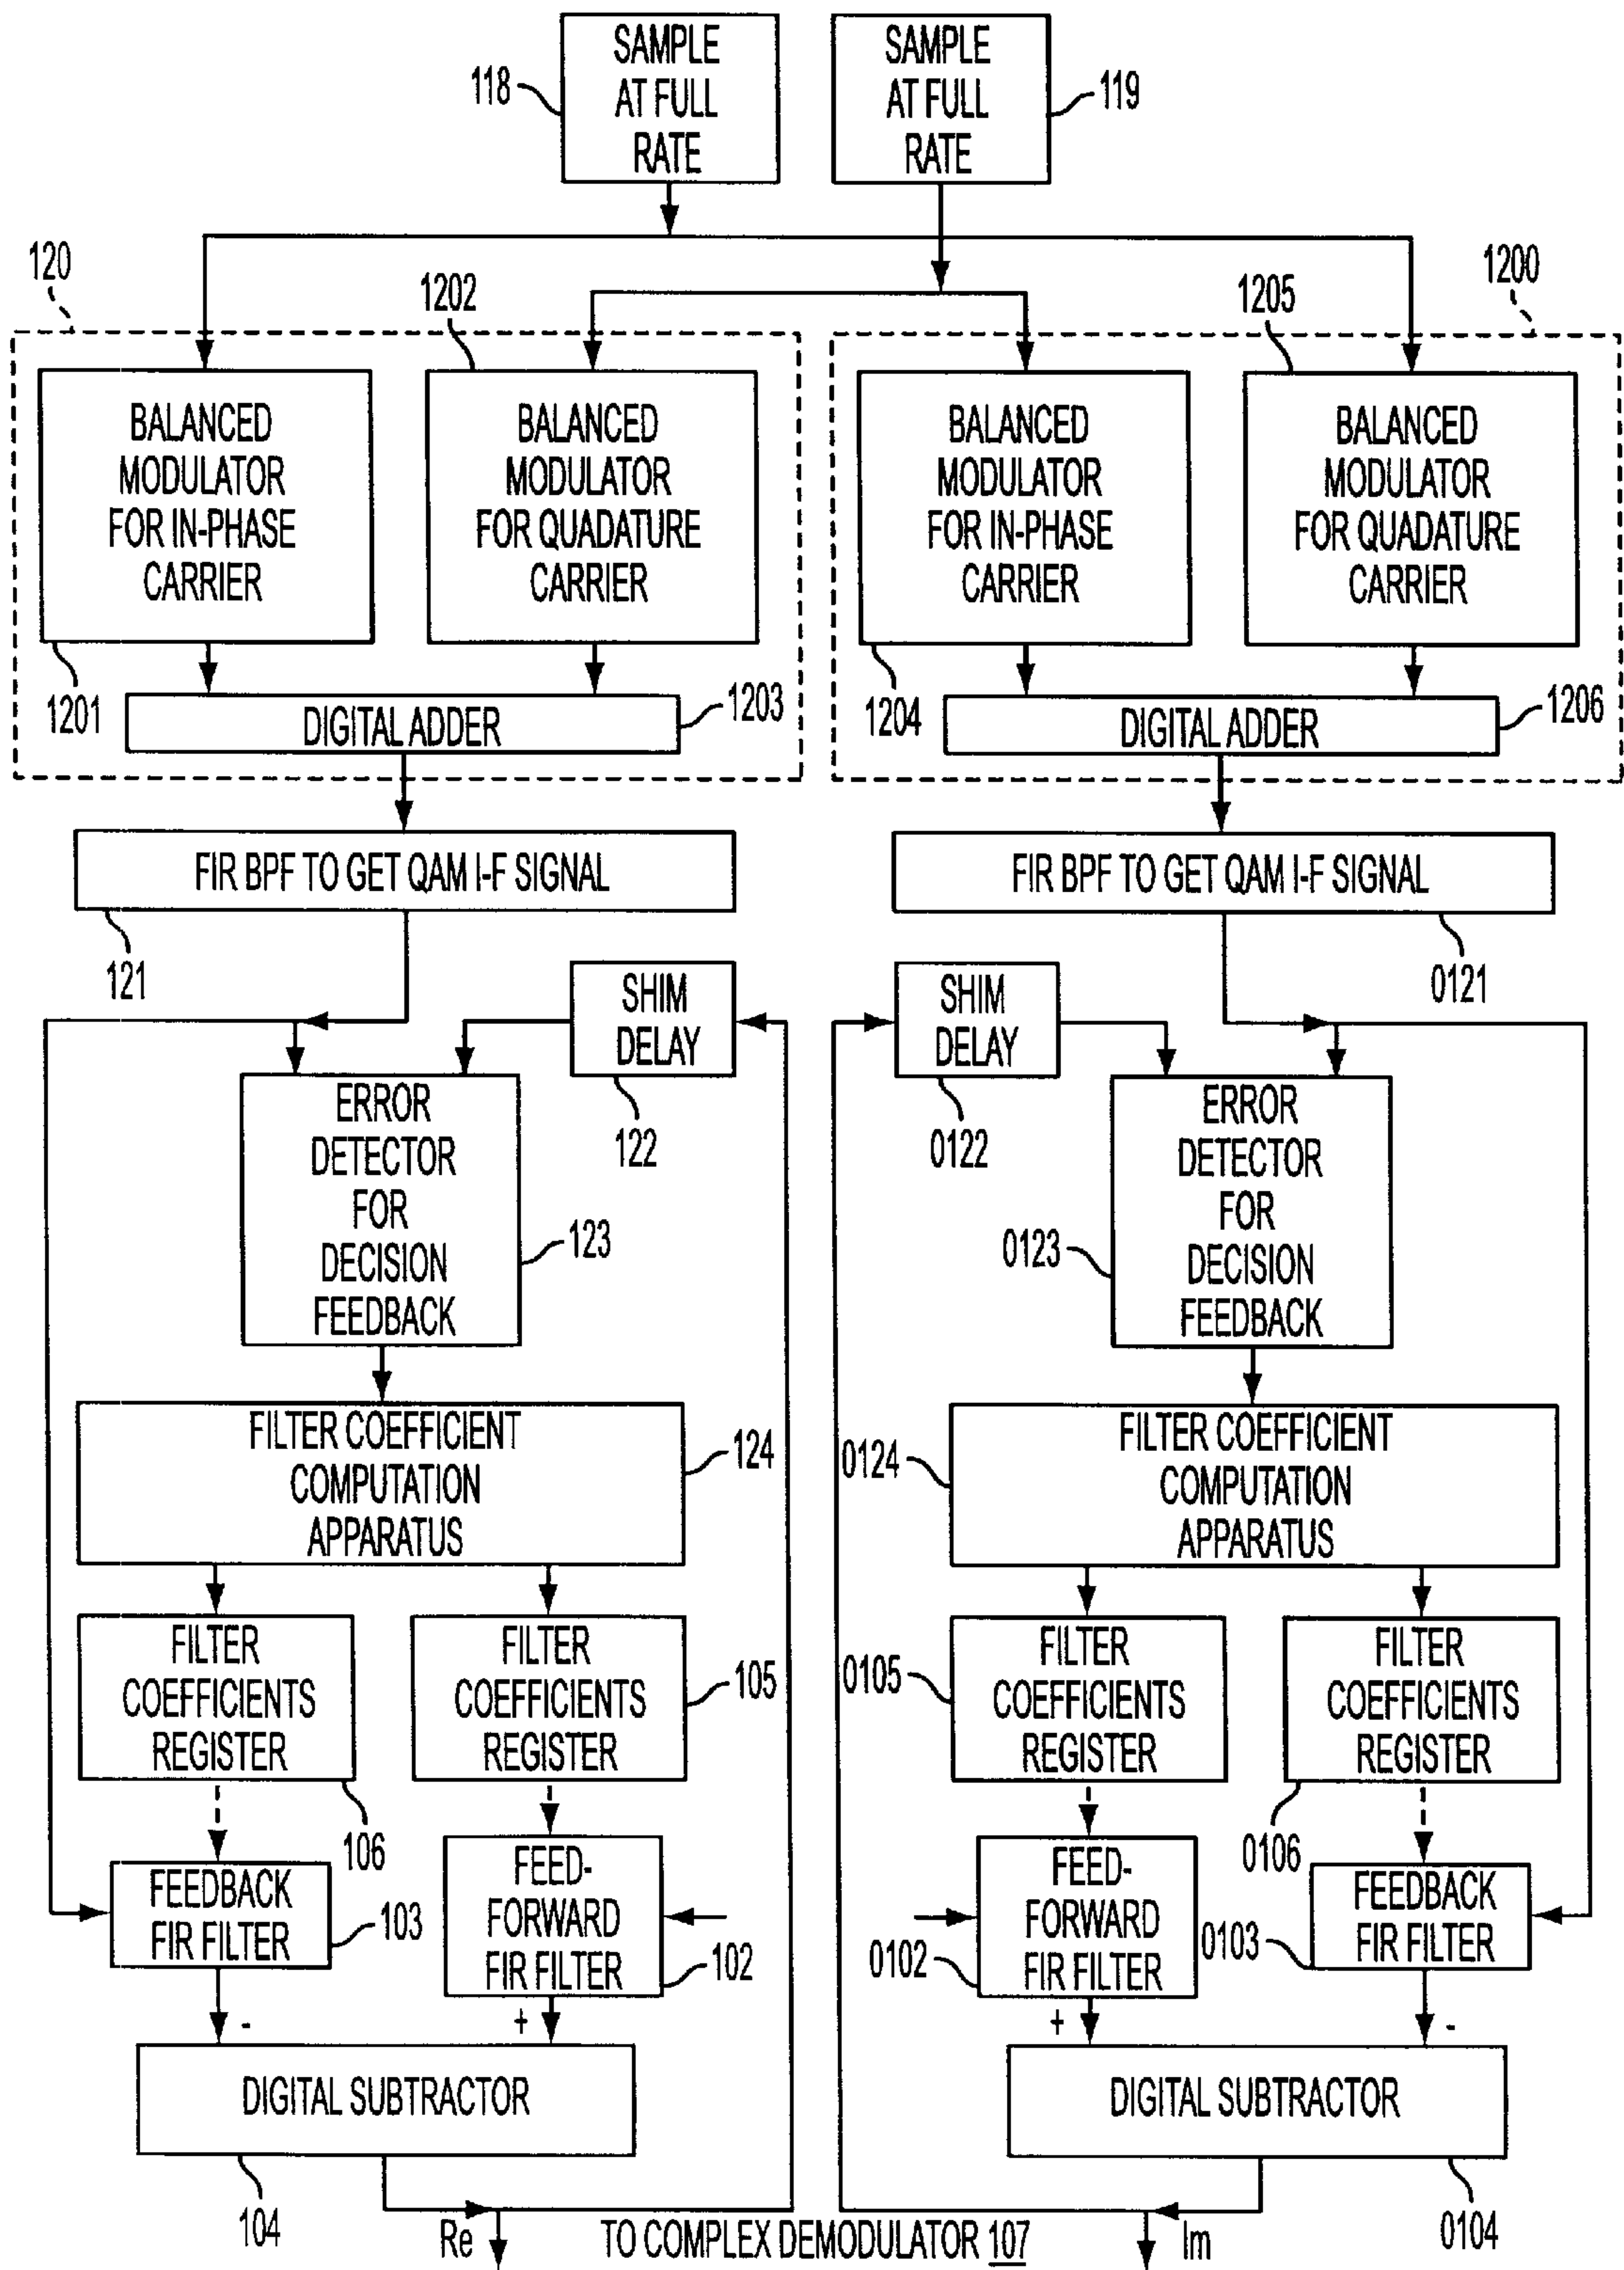 SAMPLE
AT FULL
RATE
118
SAMPLE
AT FULL
RATE
119
120
1202
1205
1200
BALANCED
MODULATOR
FOR IN-PHASE
CARRIER
BALANCED
MODULATOR
FOR QUADATURE
CARRIER
BALANCED
MODULATOR
FOR IN-PHASE
CARRIER
BALANCED
MODULATOR
FOR QUADATURE
CARRIER
1201
DIGITAL ADDER
1203
1204
DIGITAL ADDER
1206
FIR BPF TO GET QAM I-F SIGNAL
FIR BPF TO GET QAM I-F SIGNAL
121
0121
SHIM
DELAY
SHIM
DELAY
122
0122
ERROR
DETECTOR
FOR
DECISION
FEEDBACK
123
ERROR
DETECTOR
FOR
DECISION
FEEDBACK
0123
FILTER COEFFICIENT
COMPUTATION
APPARATUS
124
FILTER COEFFICIENT
COMPUTATION
APPARATUS
0124
FILTER
COEFFICIENTS
REGISTER
106
FILTER
COEFFICIENTS
REGISTER
105
FILTER
COEFFICIENTS
REGISTER
0105
FILTER
COEFFICIENTS
REGISTER
0106
FEEDBACK
FIR FILTER
103
FEED-
FORWARD
FIR FILTER
102
FEED-
FORWARD
FIR FILTER
0102
FEEDBACK
FIR FILTER
0103
- +
+ -
DIGITAL SUBTRACTOR
DIGITAL SUBTRACTOR
104
0104
Re
TO COMPLEX DEMODULATOR 107
Im